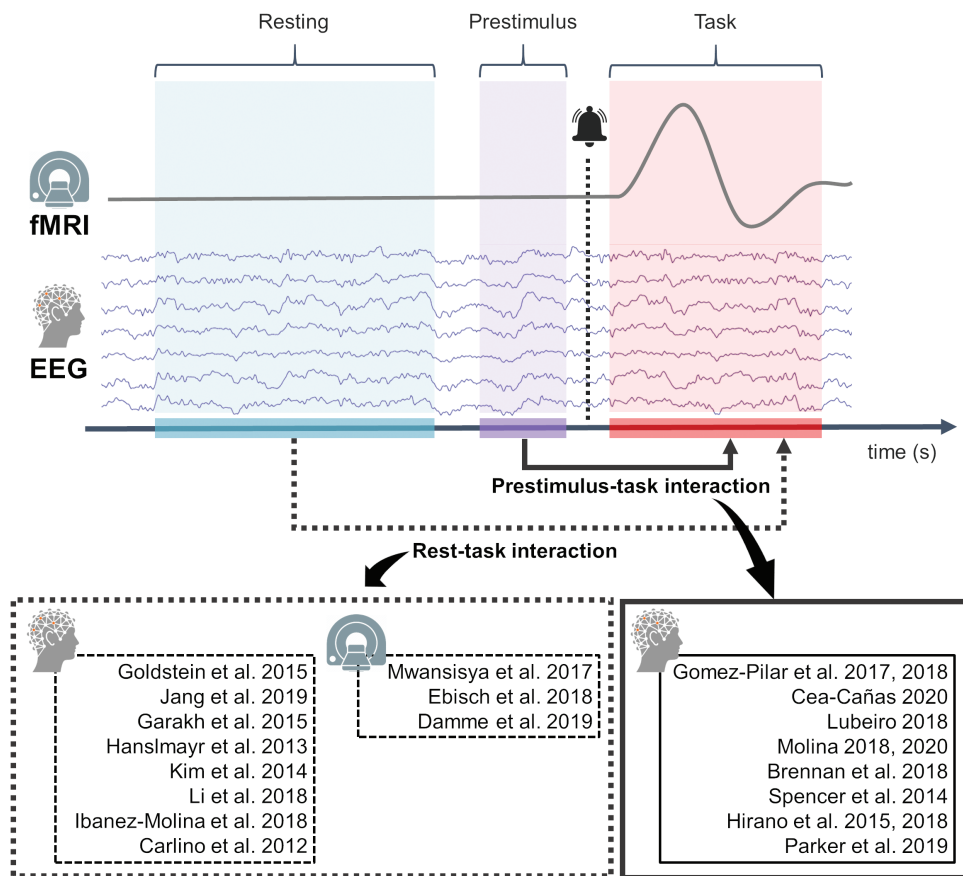 Resting
Prestimulus
Task
fMRI
EEG
time (s)
Prestimulus-task interaction
Rest-task interaction
Goldstein et al. 2015
Jang et al. 2019
Garakh et al. 2015
Hanslmayr et al. 2013
Kim et al. 2014
Li et al. 2018
Ibanez-Molina et al. 2018
Carlino et al. 2012
Mwansisya et al. 2017
Ebisch et al. 2018
Damme et al. 2019
Gomez-Pilar et al. 2017, 2018
Cea-Cañas 2020
Lubeiro 2018
Molina 2018, 2020
Brennan et al. 2018
Spencer et al. 2014
Hirano et al. 2015, 2018
Parker et al. 2019